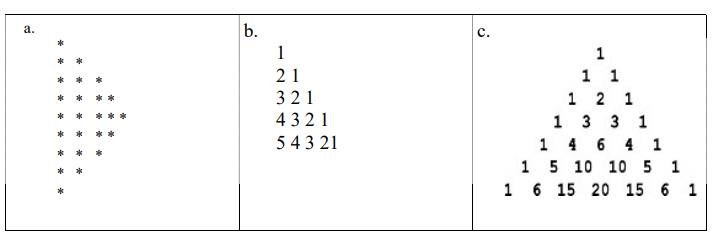 a.
*
* *
* * *
* * **
* * ***
* * **
* * *
* *
*
b.
1
2 1
3 2 1
4 3 2 1
5 4 3 21
c.
1
1 1
1 2 1
1 3 3 1
1 4 6 4 1
1 5 10 10 5 1
1 6 15 20 15 6 1